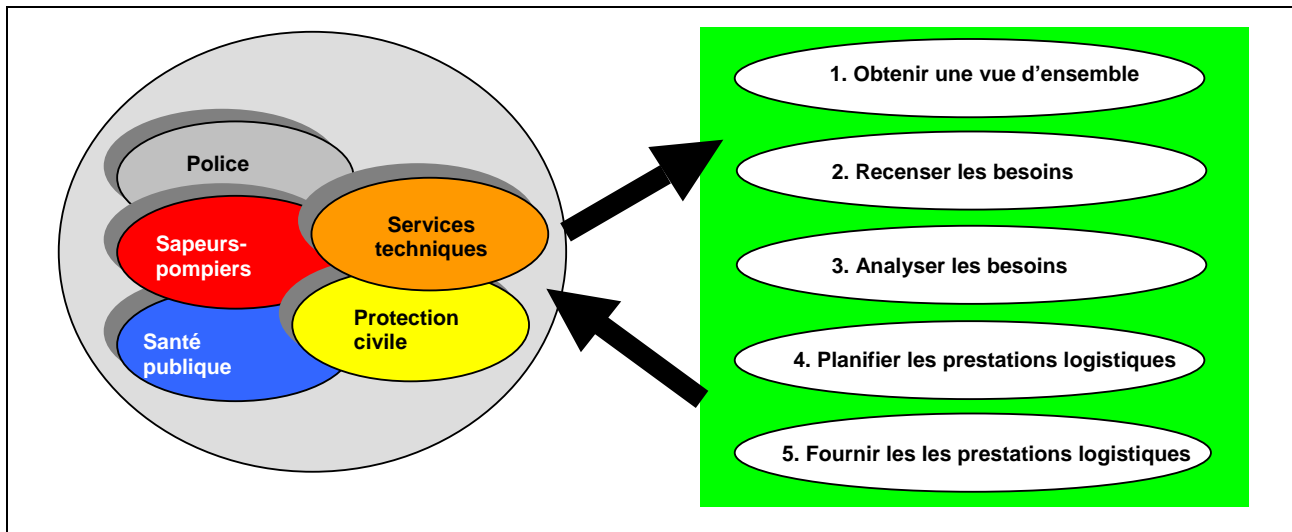 Police
Sapeurs-
pompiers
Santé
publique
Services
techniques
Protection
civile
1. Obtenir une vue d'ensemble
2. Recenser les besoins
3. Analyser les besoins
4. Planifier les prestations logistiques
5. Fournir les les prestations logistiques